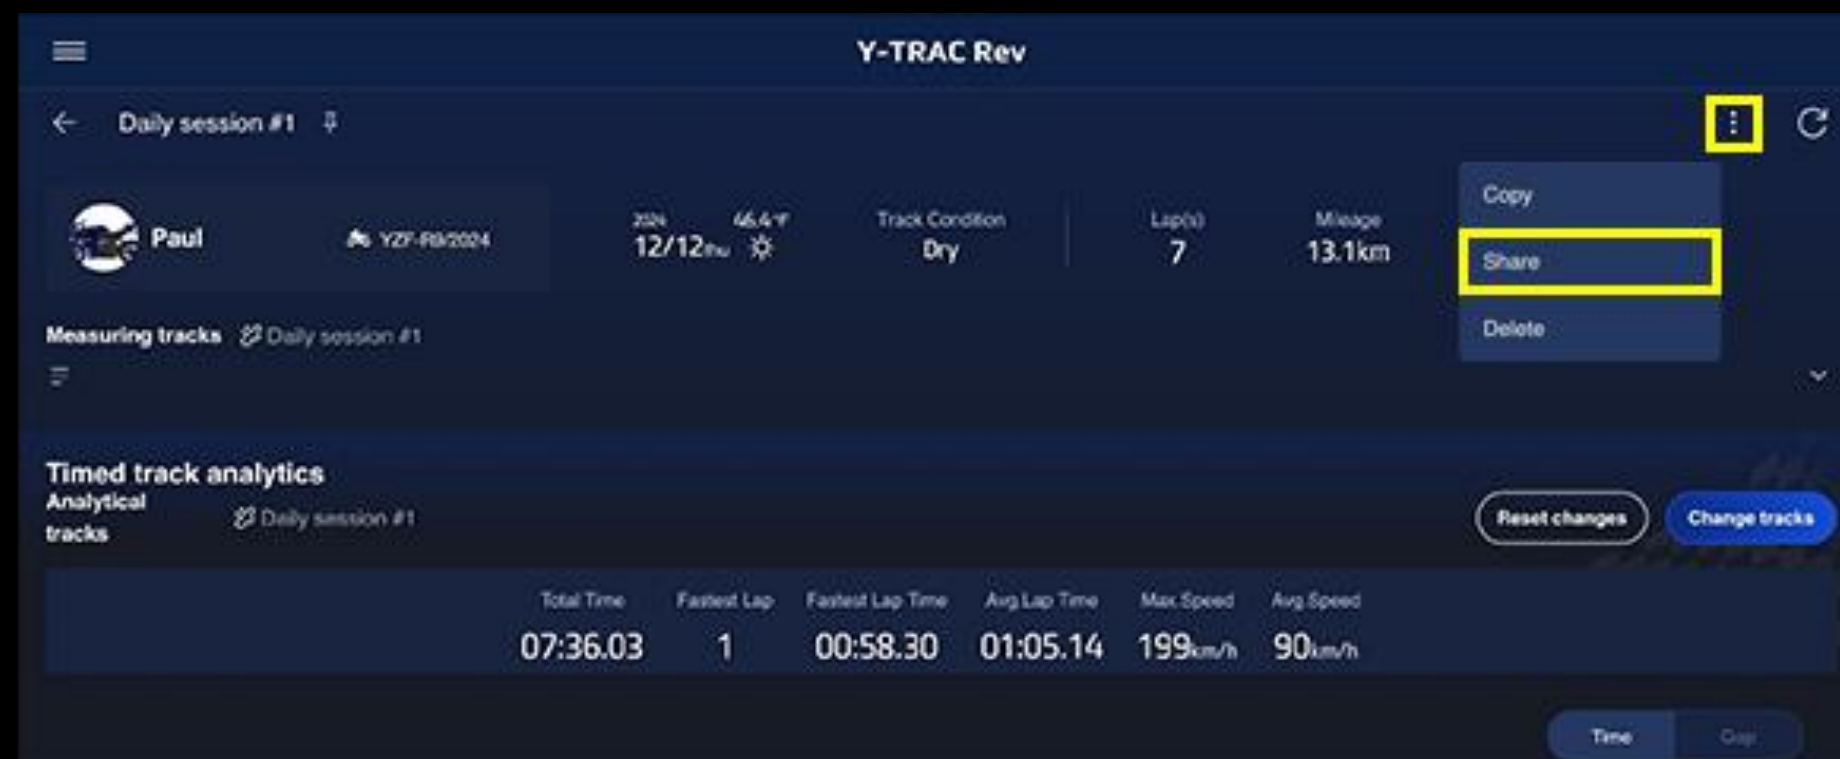 Y-TRAC Rev
Daily session #1
Copy
Share
Delete
Paul
YZF-R9/2024
2024 46.4°F
12/12Thu
Track Condition
Dry
Lap(s)
7
Mileage
13.1km
Measuring tracks Daily session #1
Timed track analytics
Analytical
tracks
Daily session #1
Reset changes
Change tracks
Total Time Fastest Lap Fastest Lap Time Avg Lap Time Max Speed Avg Speed
07:36.03 1 00:58.30 01:05.14 199km/h 90km/h
Time Gap